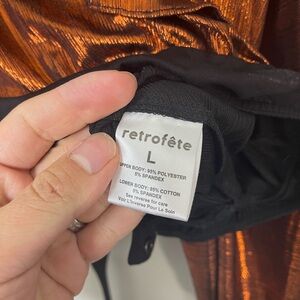 retrofête
L
UPPER BODY: 95% POLYESTER
5% SPANDEX
LOWER BODY: 95% COTTON
5% SPANDEX
See reverse for care
Voir L'inverse Pour Le Soin